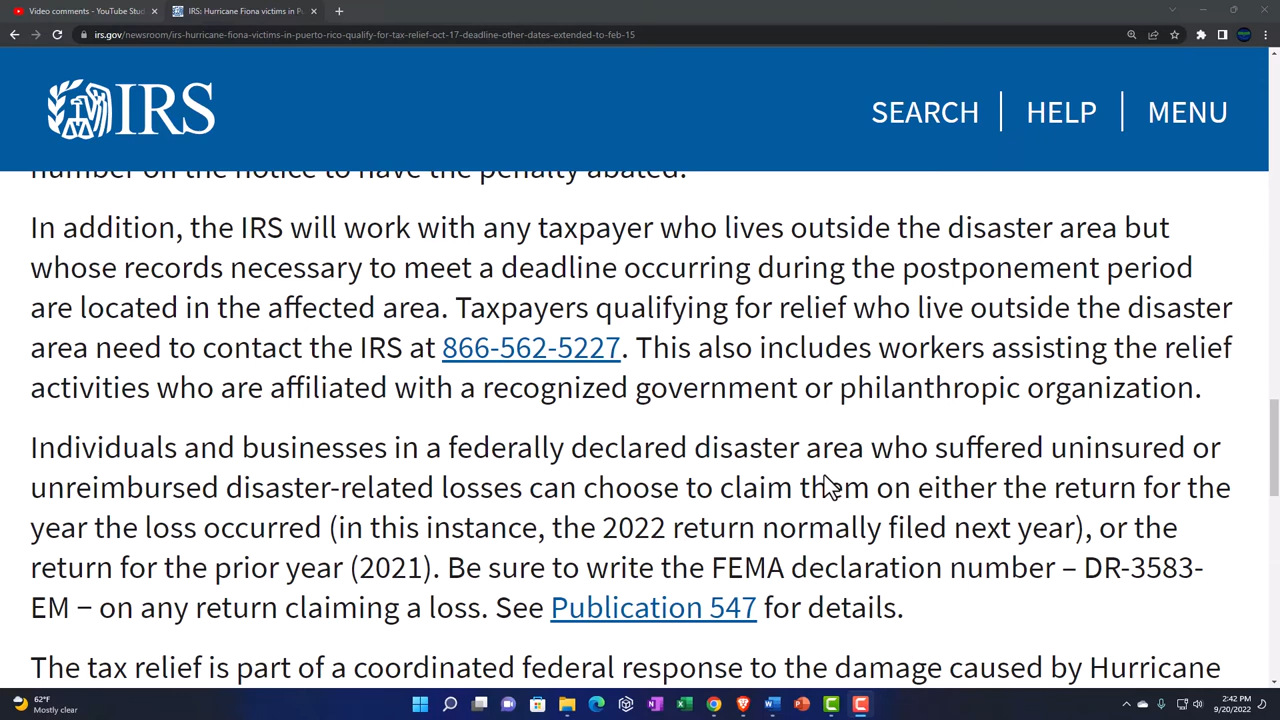 Video comments - YouTube Stud
IRS: Hurricane Fiona victims in P
irs.gov/newsroom/irs-hurricane-fiona-victims-in-puerto-rico-qualify-for-tax-relief-oct-17-deadline-other-dates-extended-to-feb-15
IRS
SEARCH
HELP
MENU
number on the notice to have the penalty abated.
In addition, the IRS will work with any taxpayer who lives outside the disaster area but
whose records necessary to meet a deadline occurring during the postponement period
are located in the affected area. Taxpayers qualifying for relief who live outside the disaster
area need to contact the IRS at 866-562-5227. This also includes workers assisting the relief
activities who are affiliated with a recognized government or philanthropic organization.
Individuals and businesses in a federally declared disaster area who suffered uninsured or
unreimbursed disaster-related losses can choose to claim them on either the return for the
year the loss occurred (in this instance, the 2022 return normally filed next year), or the
return for the prior year (2021). Be sure to write the FEMA declaration number – DR-3583-
EM − on any return claiming a loss. See Publication 547 for details.
The tax relief is part of a coordinated federal response to the damage caused by Hurricane
62°F
Mostly clear
2:42 PM
9/20/2022